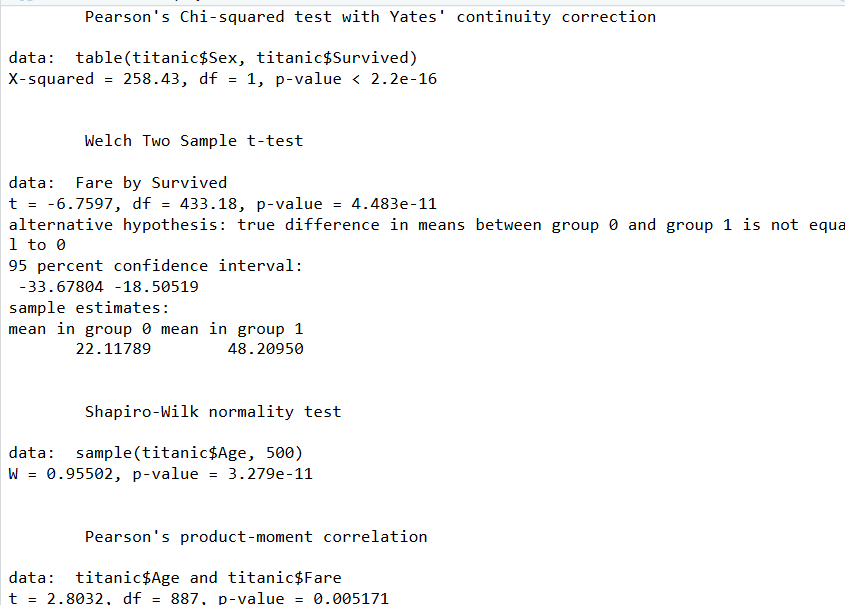 Pearson's Chi-squared test with Yates' continuity correction
data:  table(titanic$Sex, titanic$Survived)
X-squared = 258.43, df = 1, p-value < 2.2e-16
Welch Two Sample t-test
data:  Fare by Survived
t = -6.7597, df = 433.18, p-value = 4.483e-11
alternative hypothesis: true difference in means between group 0 and group 1 is not equa
l to 0
95 percent confidence interval:
 -33.67804 -18.50519
sample estimates:
mean in group 0 mean in group 1
       22.11789        48.20950
Shapiro-Wilk normality test
data:  sample(titanic$Age, 500)
W = 0.95502, p-value = 3.279e-11
Pearson's product-moment correlation
data:  titanic$Age and titanic$Fare
t = 2.8032, df = 887, p-value = 0.005171